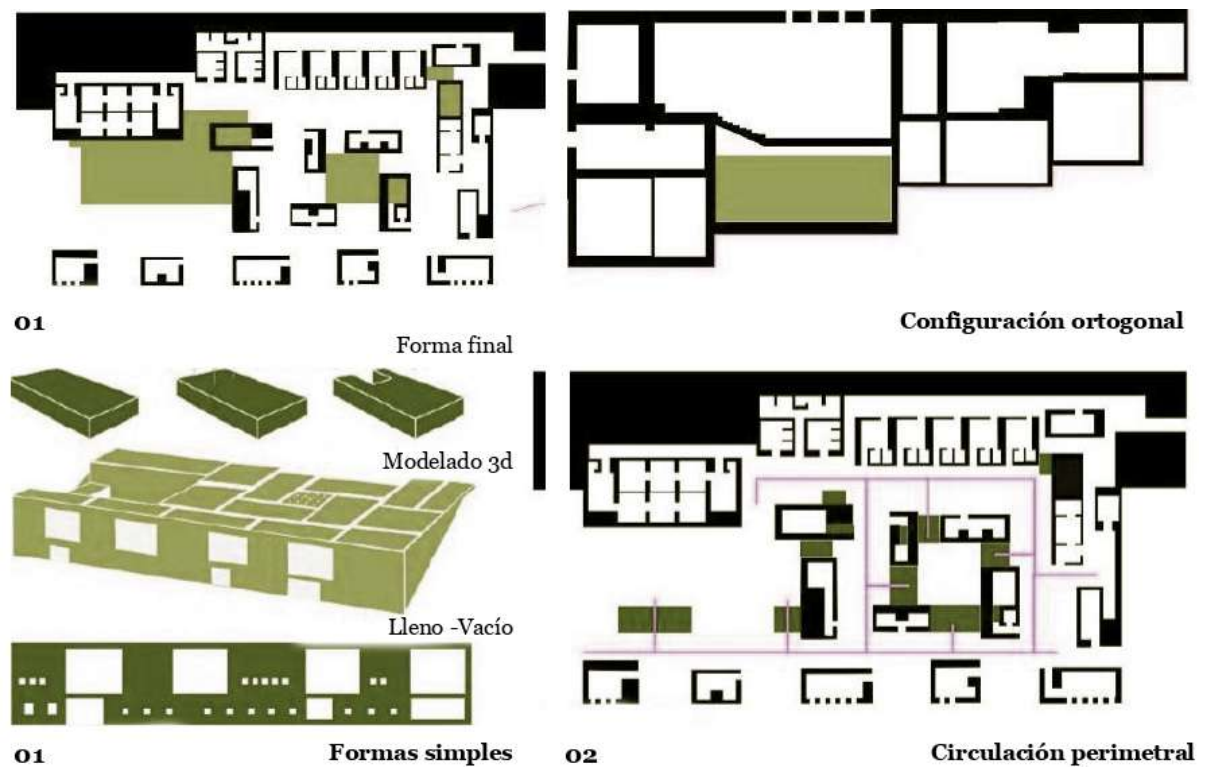 01
Configuración ortogonal
Forma final
Modelado 3d
Lleno -Vacío
01
Formas simples
02
Circulación perimetral